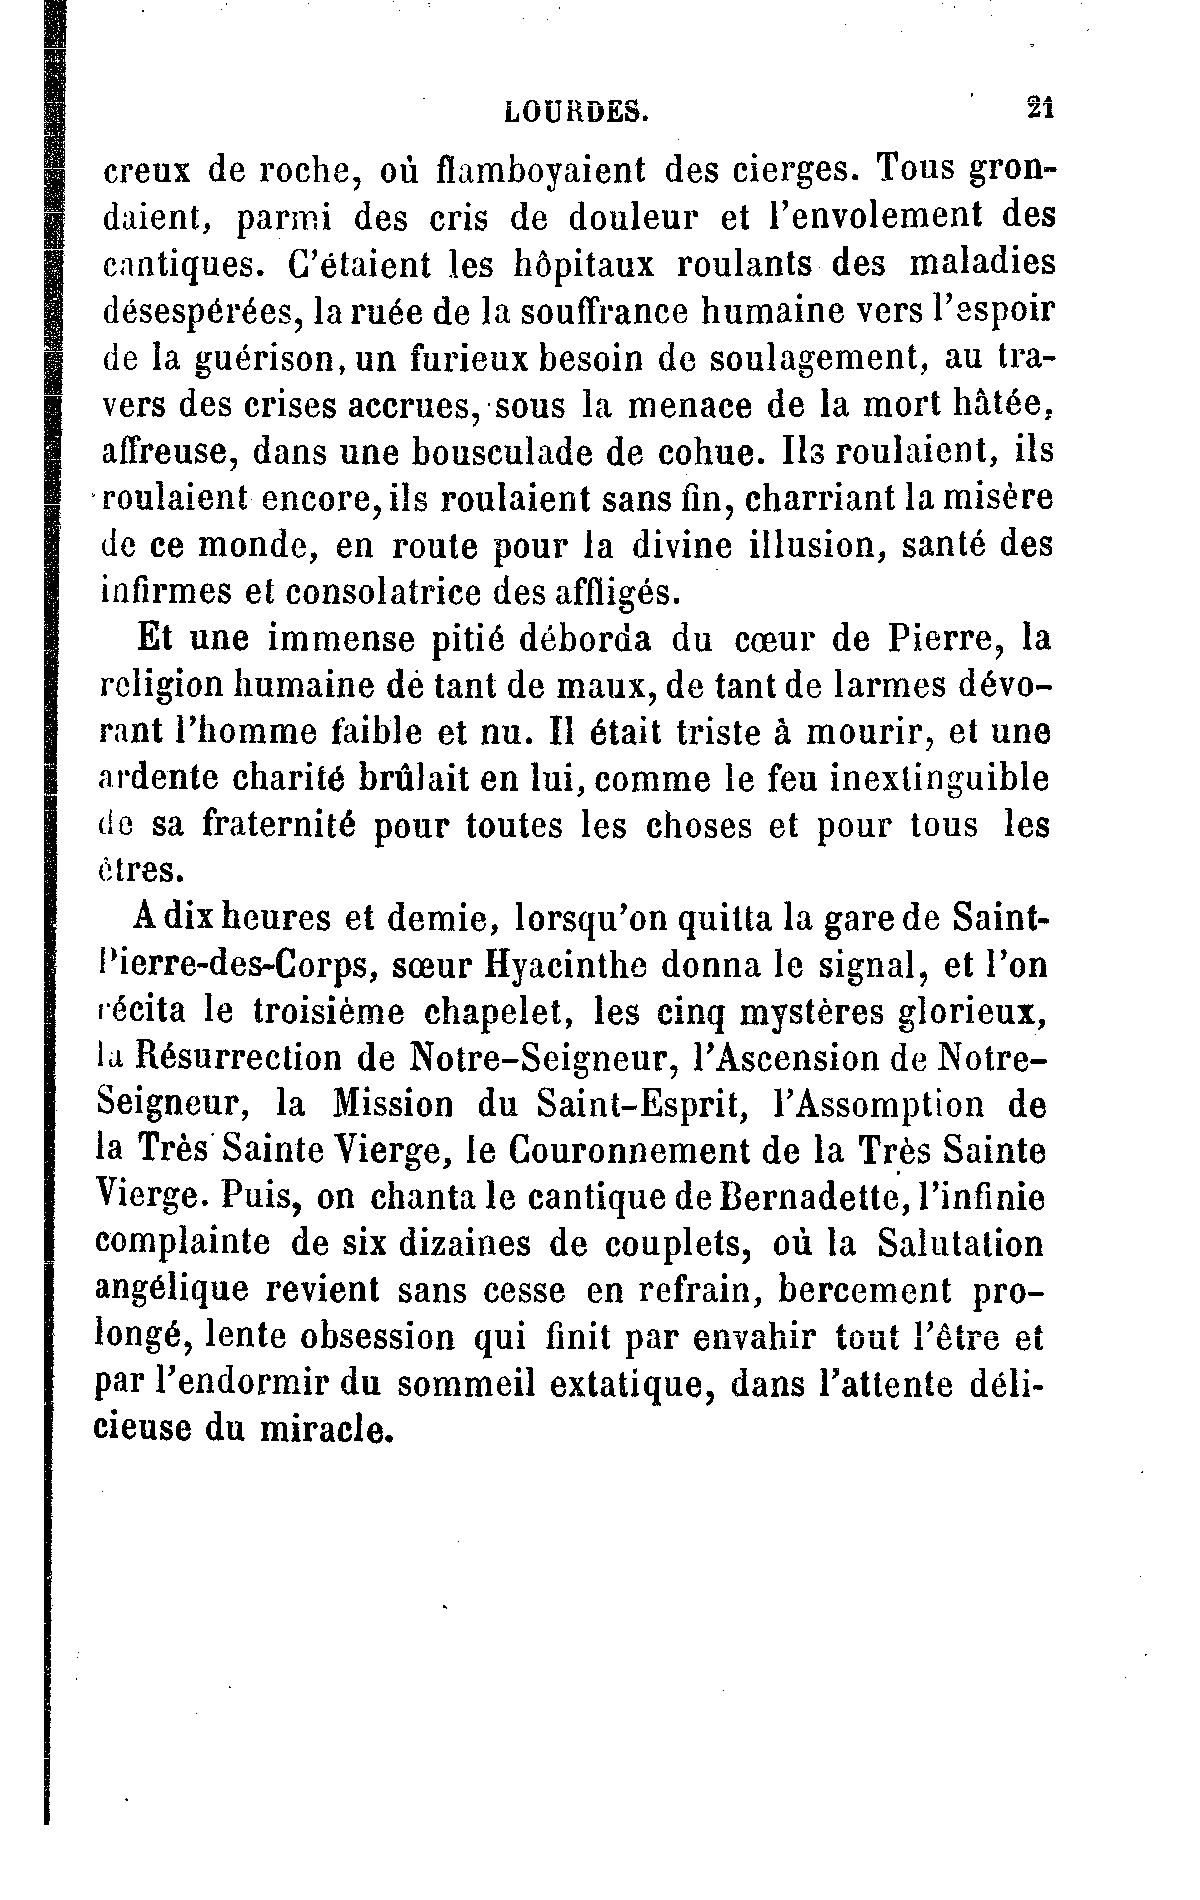 LOURDES. 21
creux de roche, où flamboyaient des cierges. Tous gron-
daient, parmi des cris de douleur et l'envolement des
cantiques. C'étaient les hôpitaux roulants des maladies
désespérées, la ruée de la souffrance humaine vers l'espoir
de la guérison, un furieux besoin de soulagement, au tra-
vers des crises accrues, sous la menace de la mort hâtée,
affreuse, dans une bousculade de cohue. Ils roulaient, ils
roulaient encore, ils roulaient sans fin, charriant la misère
de ce monde, en route pour la divine illusion, santé des
infirmes et consolatrice des affligés.
Et une immense pitié déborda du cœur de Pierre, la
religion humaine de tant de maux, de tant de larmes dévo-
rant l'homme faible et nu. Il était triste à mourir, et une
ardente charité brûlait en lui, comme le feu inextinguible
de sa fraternité pour toutes les choses et pour tous les
êtres.
A dix heures et demie, lorsqu'on quitta la gare de Saint-
Pierre-des-Corps, sœur Hyacinthe donna le signal, et l'on
récita le troisième chapelet, les cinq mystères glorieux,
la Résurrection de Notre-Seigneur, l'Ascension de Notre-
Seigneur, la Mission du Saint-Esprit, l'Assomption de
la Très Sainte Vierge, le Couronnement de la Très Sainte
Vierge. Puis, on chanta le cantique de Bernadette, l'infinie
complainte de six dizaines de couplets, où la Salutation
angélique revient sans cesse en refrain, bercement pro-
longé, lente obsession qui finit par envahir tout l'être et
par l'endormir du sommeil extatique, dans l'attente déli-
cieuse du miracle.